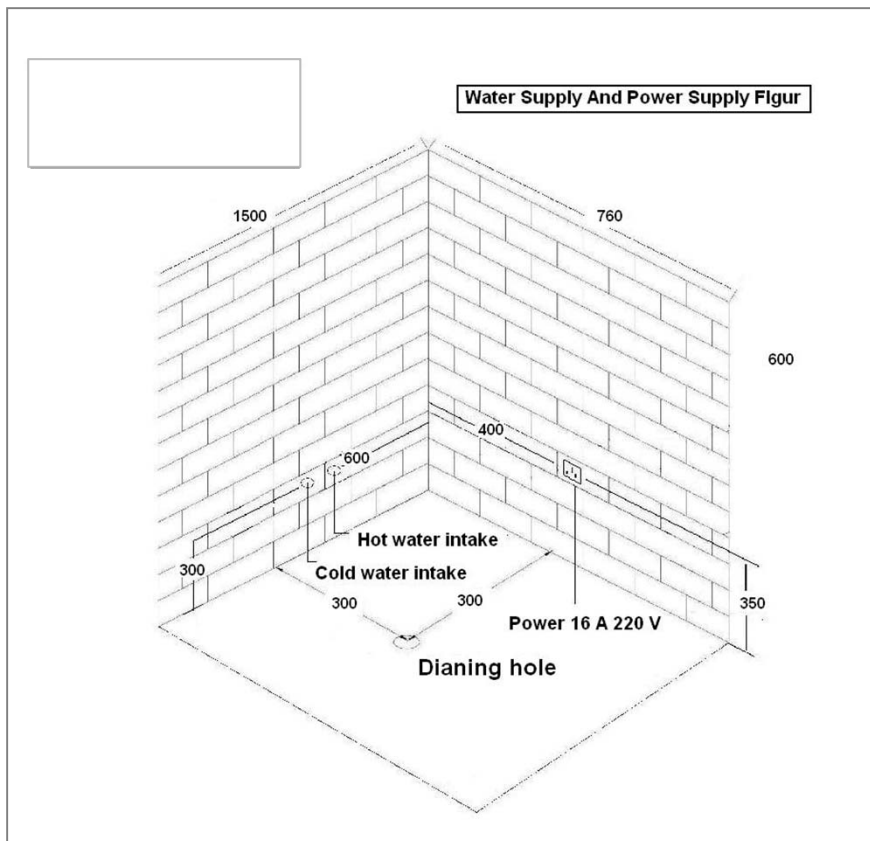 Water Supply And Power Supply FIgur
1500
760
600
400
600
Hot water intake
300
Cold water intake
300
300
350
Power 16 A 220 V
Dianing hole